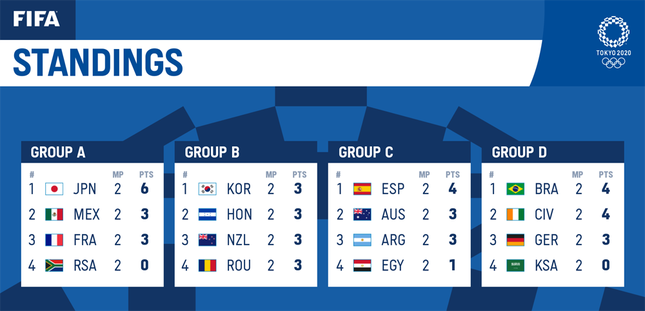 FIFA
TOKYO 2020
STANDINGS
GROUP A
# MP PTS
1 JPN 2 6
2 MEX 2 3
3 FRA 2 3
4 RSA 2 0
GROUP B
# MP PTS
1 KOR 2 3
2 HON 2 3
3 NZL 2 3
4 ROU 2 3
GROUP C
# MP PTS
1 ESP 2 4
2 AUS 2 3
3 ARG 2 3
4 EGY 2 1
GROUP D
# MP PTS
1 BRA 2 4
2 CIV 2 4
3 GER 2 3
4 KSA 2 0